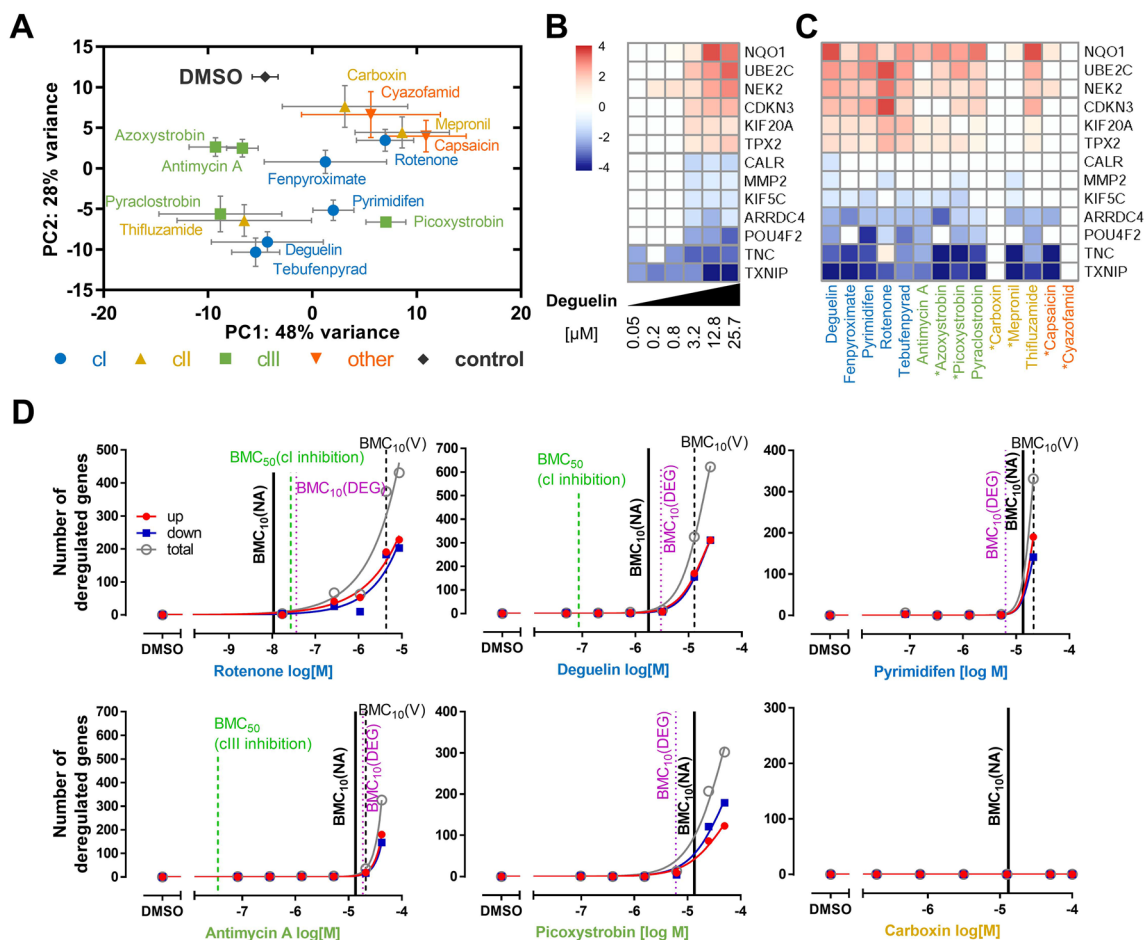 A
DMSO
Carboxin
Cyazofamid
Azoxystrobin
Mepronil
Capsaicin
Antimycin A
Rotenone
Fenpyroximate
Pyraclostrobin
Pyrimidifen
Thifluzamide
Picoxystrobin
Deguelin
Tebufenpyrad
PC2: 28% variance
15
10
5
0
-5
-10
-15
-20
-10
0
10
20
PC1: 48% variance
cI
cII
cIII
other
control
B
4
2
0
-2
-4
NQO1
UBE2C
NEK2
CDKN3
KIF20A
TPX2
CALR
MMP2
KIF5C
ARRDC4
POU4F2
TNC
TXNIP
Deguelin
[µM]
0.05
0.2
0.8
3.2
12.8
25.7
C
NQO1
UBE2C
NEK2
CDKN3
KIF20A
TPX2
CALR
MMP2
KIF5C
ARRDC4
POU4F2
TNC
TXNIP
Deguelin
Fenpyroximate
Pyrimidifen
Rotenone
Tebufenpyrad
Antimycin A
*Azoxystrobin
*Picoxystrobin
Pyraclostrobin
*Carboxin
*Mepronil
Thifluzamide
*Capsaicin
*Cyazofamid
D
Number of
deregulated genes
500
400
300
200
100
0
BMC10(V)
BMC50(cI inhibition)
BMC10(DEG)
BMC10(NA)
up
down
total
DMSO
-9
-8
-7
-6
-5
-4
Rotenone log[M]
700
600
500
400
300
200
100
0
BMC10(V)
BMC50
(cI inhibition)
BMC10(NA)
BMC10(DEG)
DMSO
-7
-6
-5
-4
Deguelin log[M]
400
300
200
100
0
BMC10(V)
BMC10(DEG)
BMC10(NA)
DMSO
-7
-6
-5
-4
Pyrimidifen [log M]
Number of
deregulated genes
700
600
500
400
300
200
100
0
BMC50
(cIII inhibition)
BMC10(V)
BMC10(NA)
BMC10(DEG)
DMSO
-7
-6
-5
-4
Antimycin A log[M]
400
300
200
100
0
BMC10(DEG)
BMC10(NA)
DMSO
-7
-6
-5
-4
Picoxystrobin [log M]
300
200
100
0
BMC10(NA)
DMSO
-6
-5
-4
Carboxin log[M]